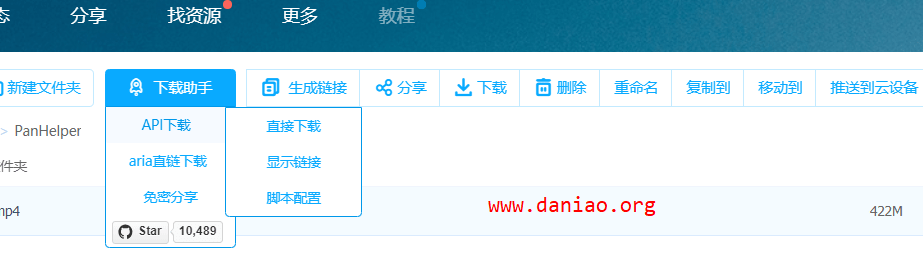 态 分享 找资源 更多 教程
新建文件夹 下载助手 生成链接 分享 下载 删除 重命名 复制到 移动到 推送到云设备
API下载 直接下载
> PanHelper
aria直链下载 显示链接
件夹
免密分享 脚本配置
mp4 www.daniao.org 422M
Star 10,489